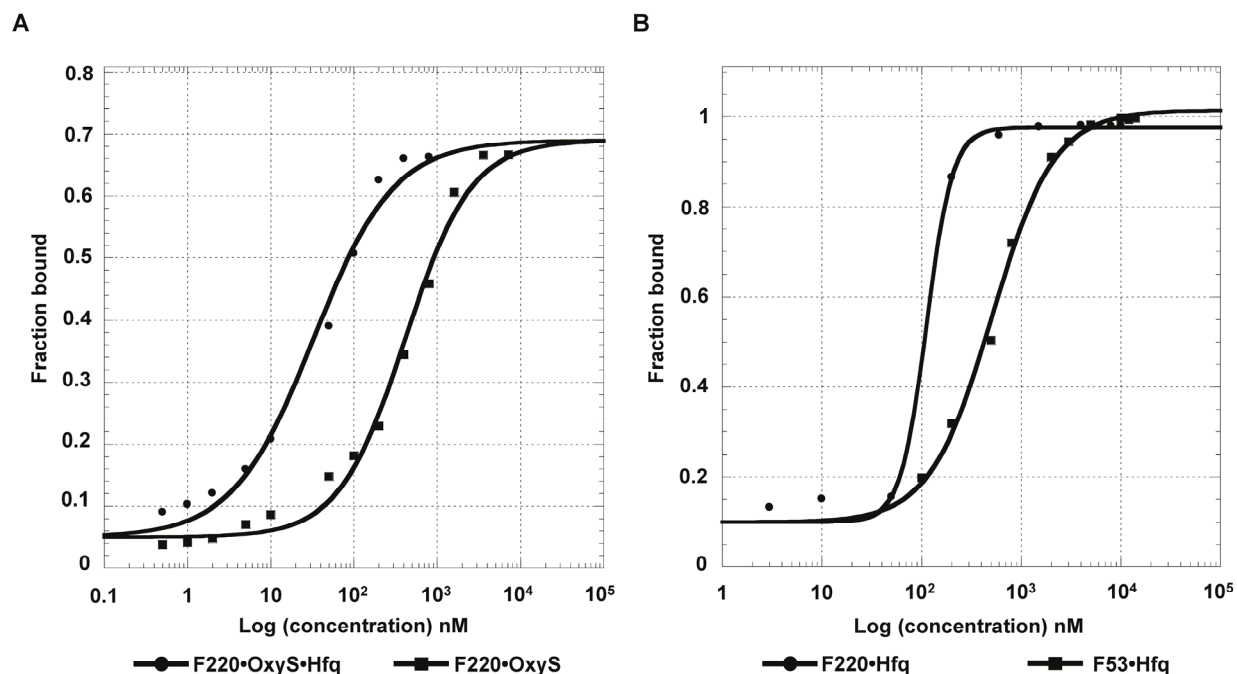 A
0.8
0.7
0.6
0.5
0.4
0.3
0.2
0.1
0
Fraction bound
0.1 1 10 10² 10³ 10⁴ 10⁵
Log (concentration) nM
F220•OxyS•Hfq F220•OxyS
B
1
0.8
0.6
0.4
0.2
0
Fraction bound
1 10 10² 10³ 10⁴ 10⁵
Log (concentration) nM
F220•Hfq F53•Hfq